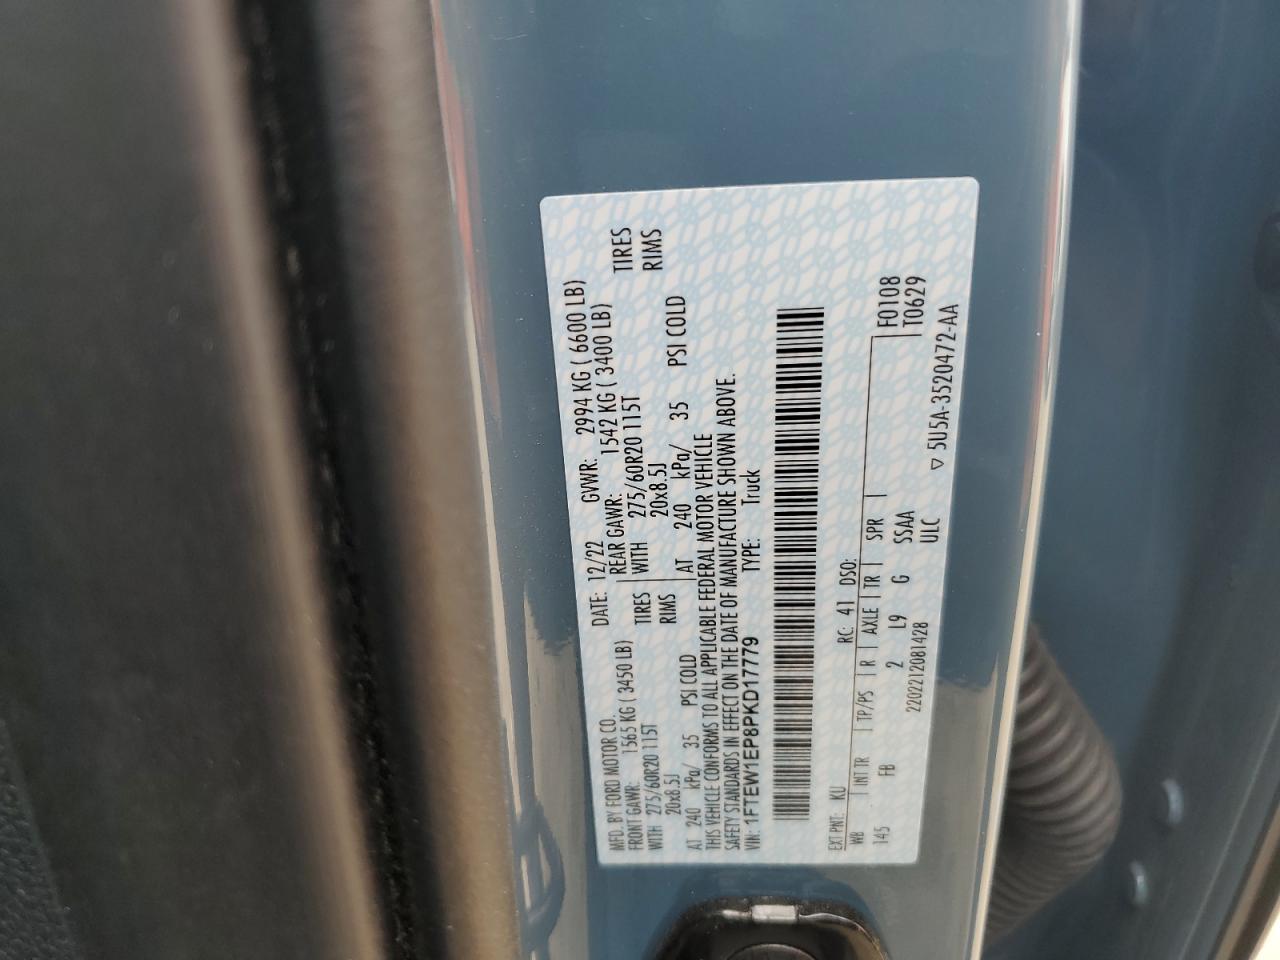 MFD. BY FORD MOTOR CO.
DATE: 12/22 GVWR: 2994 KG ( 6600 LB)
FRONT GAWR: 1565 KG ( 3450 LB) REAR GAWR: 1542 KG ( 3400 LB)
WITH 275/60R20 115T TIRES WITH 275/60R20 115T TIRES
20x8.5J RIMS 20x8.5J RIMS
AT 240 kPa/ 35 PSI COLD AT 240 kPa/ 35 PSI COLD
THIS VEHICLE CONFORMS TO ALL APPLICABLE FEDERAL MOTOR VEHICLE
SAFETY STANDARDS IN EFFECT ON THE DATE OF MANUFACTURE SHOWN ABOVE.
VIN: 1FTEW1EP8PKD17779 TYPE: Truck
EXT PNT: KU RC: 41 DSO:
WB INT TR TP/PS R AXLE TR SPR F0108
145 FB 2 L9 G SSAA T0629
2202212081428 ULC
▽ 5U5A-3520472-AA